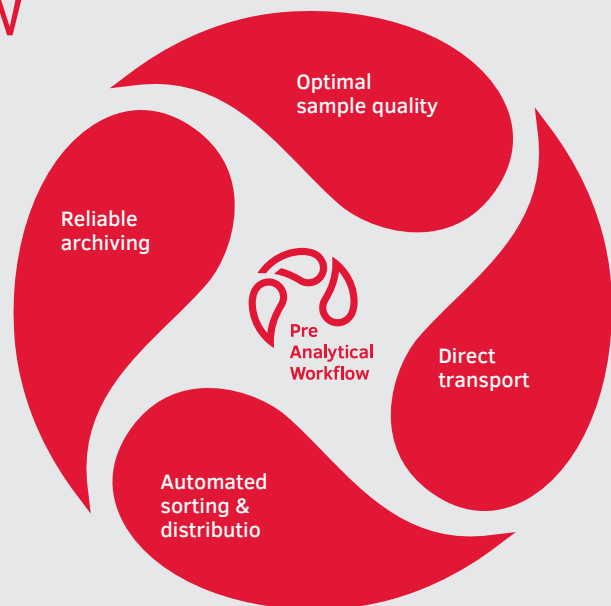 Optimal
sample quality
Reliable
archiving
Pre
Analytical
Workflow
Direct
transport
Automated
sorting &
distributio